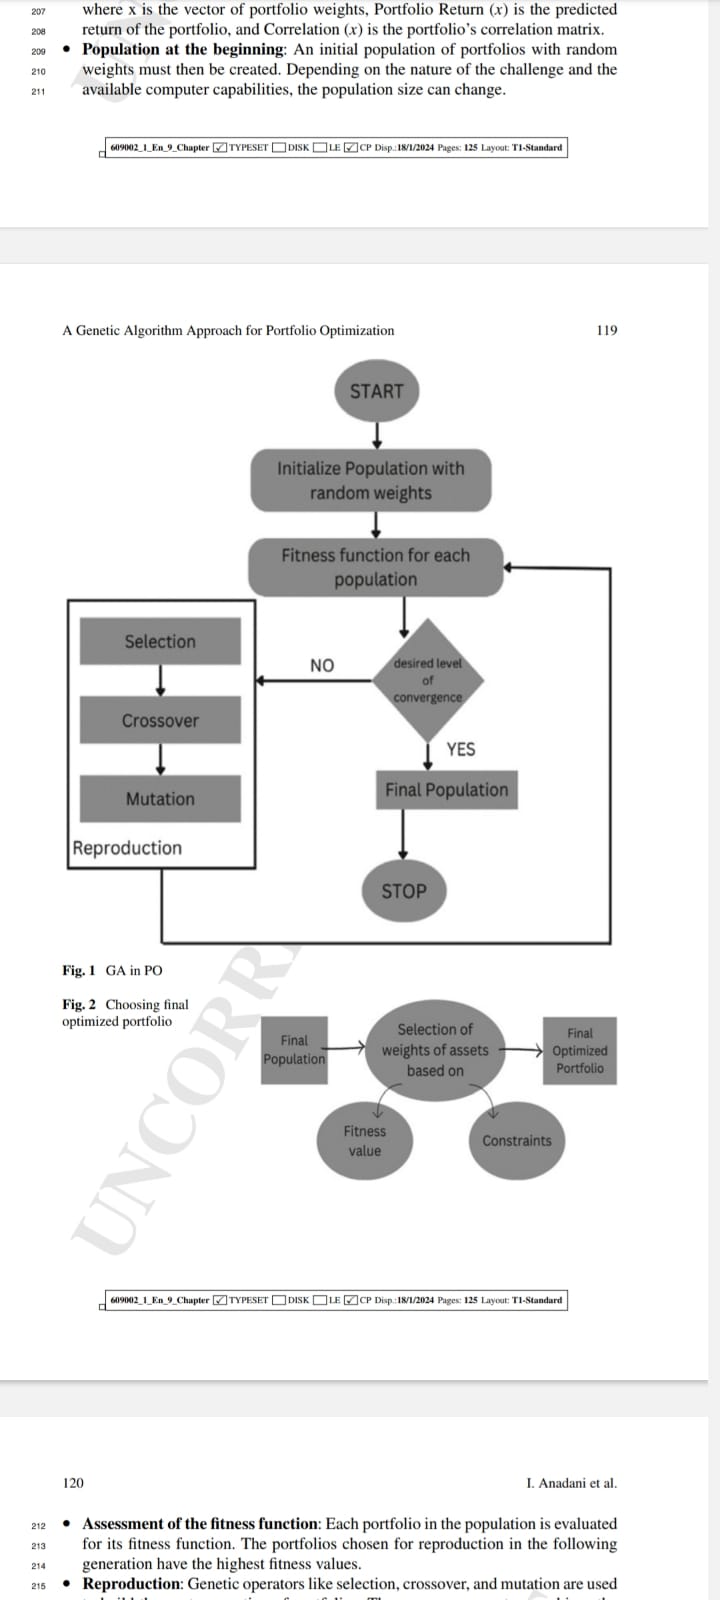 207 where x is the vector of portfolio weights, Portfolio Return (x) is the predicted
208 return of the portfolio, and Correlation (x) is the portfolio's correlation matrix.
209 • Population at the beginning: An initial population of portfolios with random
210 weights must then be created. Depending on the nature of the challenge and the
211 available computer capabilities, the population size can change.
609002_1_En_9_Chapter ☑ TYPESET ☐ DISK ☐ LE ☑ CP Disp.:18/1/2024 Pages: 125 Layout: T1-Standard
A Genetic Algorithm Approach for Portfolio Optimization 119
START
Initialize Population with
random weights
Fitness function for each
population
Selection
Crossover
Mutation
Reproduction
NO
desired level
of
convergence
YES
Final Population
STOP
Fig. 1 GA in PO
Fig. 2 Choosing final
optimized portfolio
Final
Population
Selection of
weights of assets
based on
Final
Optimized
Portfolio
Fitness
value
Constraints
609002_1_En_9_Chapter ☑ TYPESET ☐ DISK ☐ LE ☑ CP Disp.:18/1/2024 Pages: 125 Layout: T1-Standard
120 I. Anadani et al.
212 • Assessment of the fitness function: Each portfolio in the population is evaluated
213 for its fitness function. The portfolios chosen for reproduction in the following
214 generation have the highest fitness values.
215 • Reproduction: Genetic operators like selection, crossover, and mutation are used